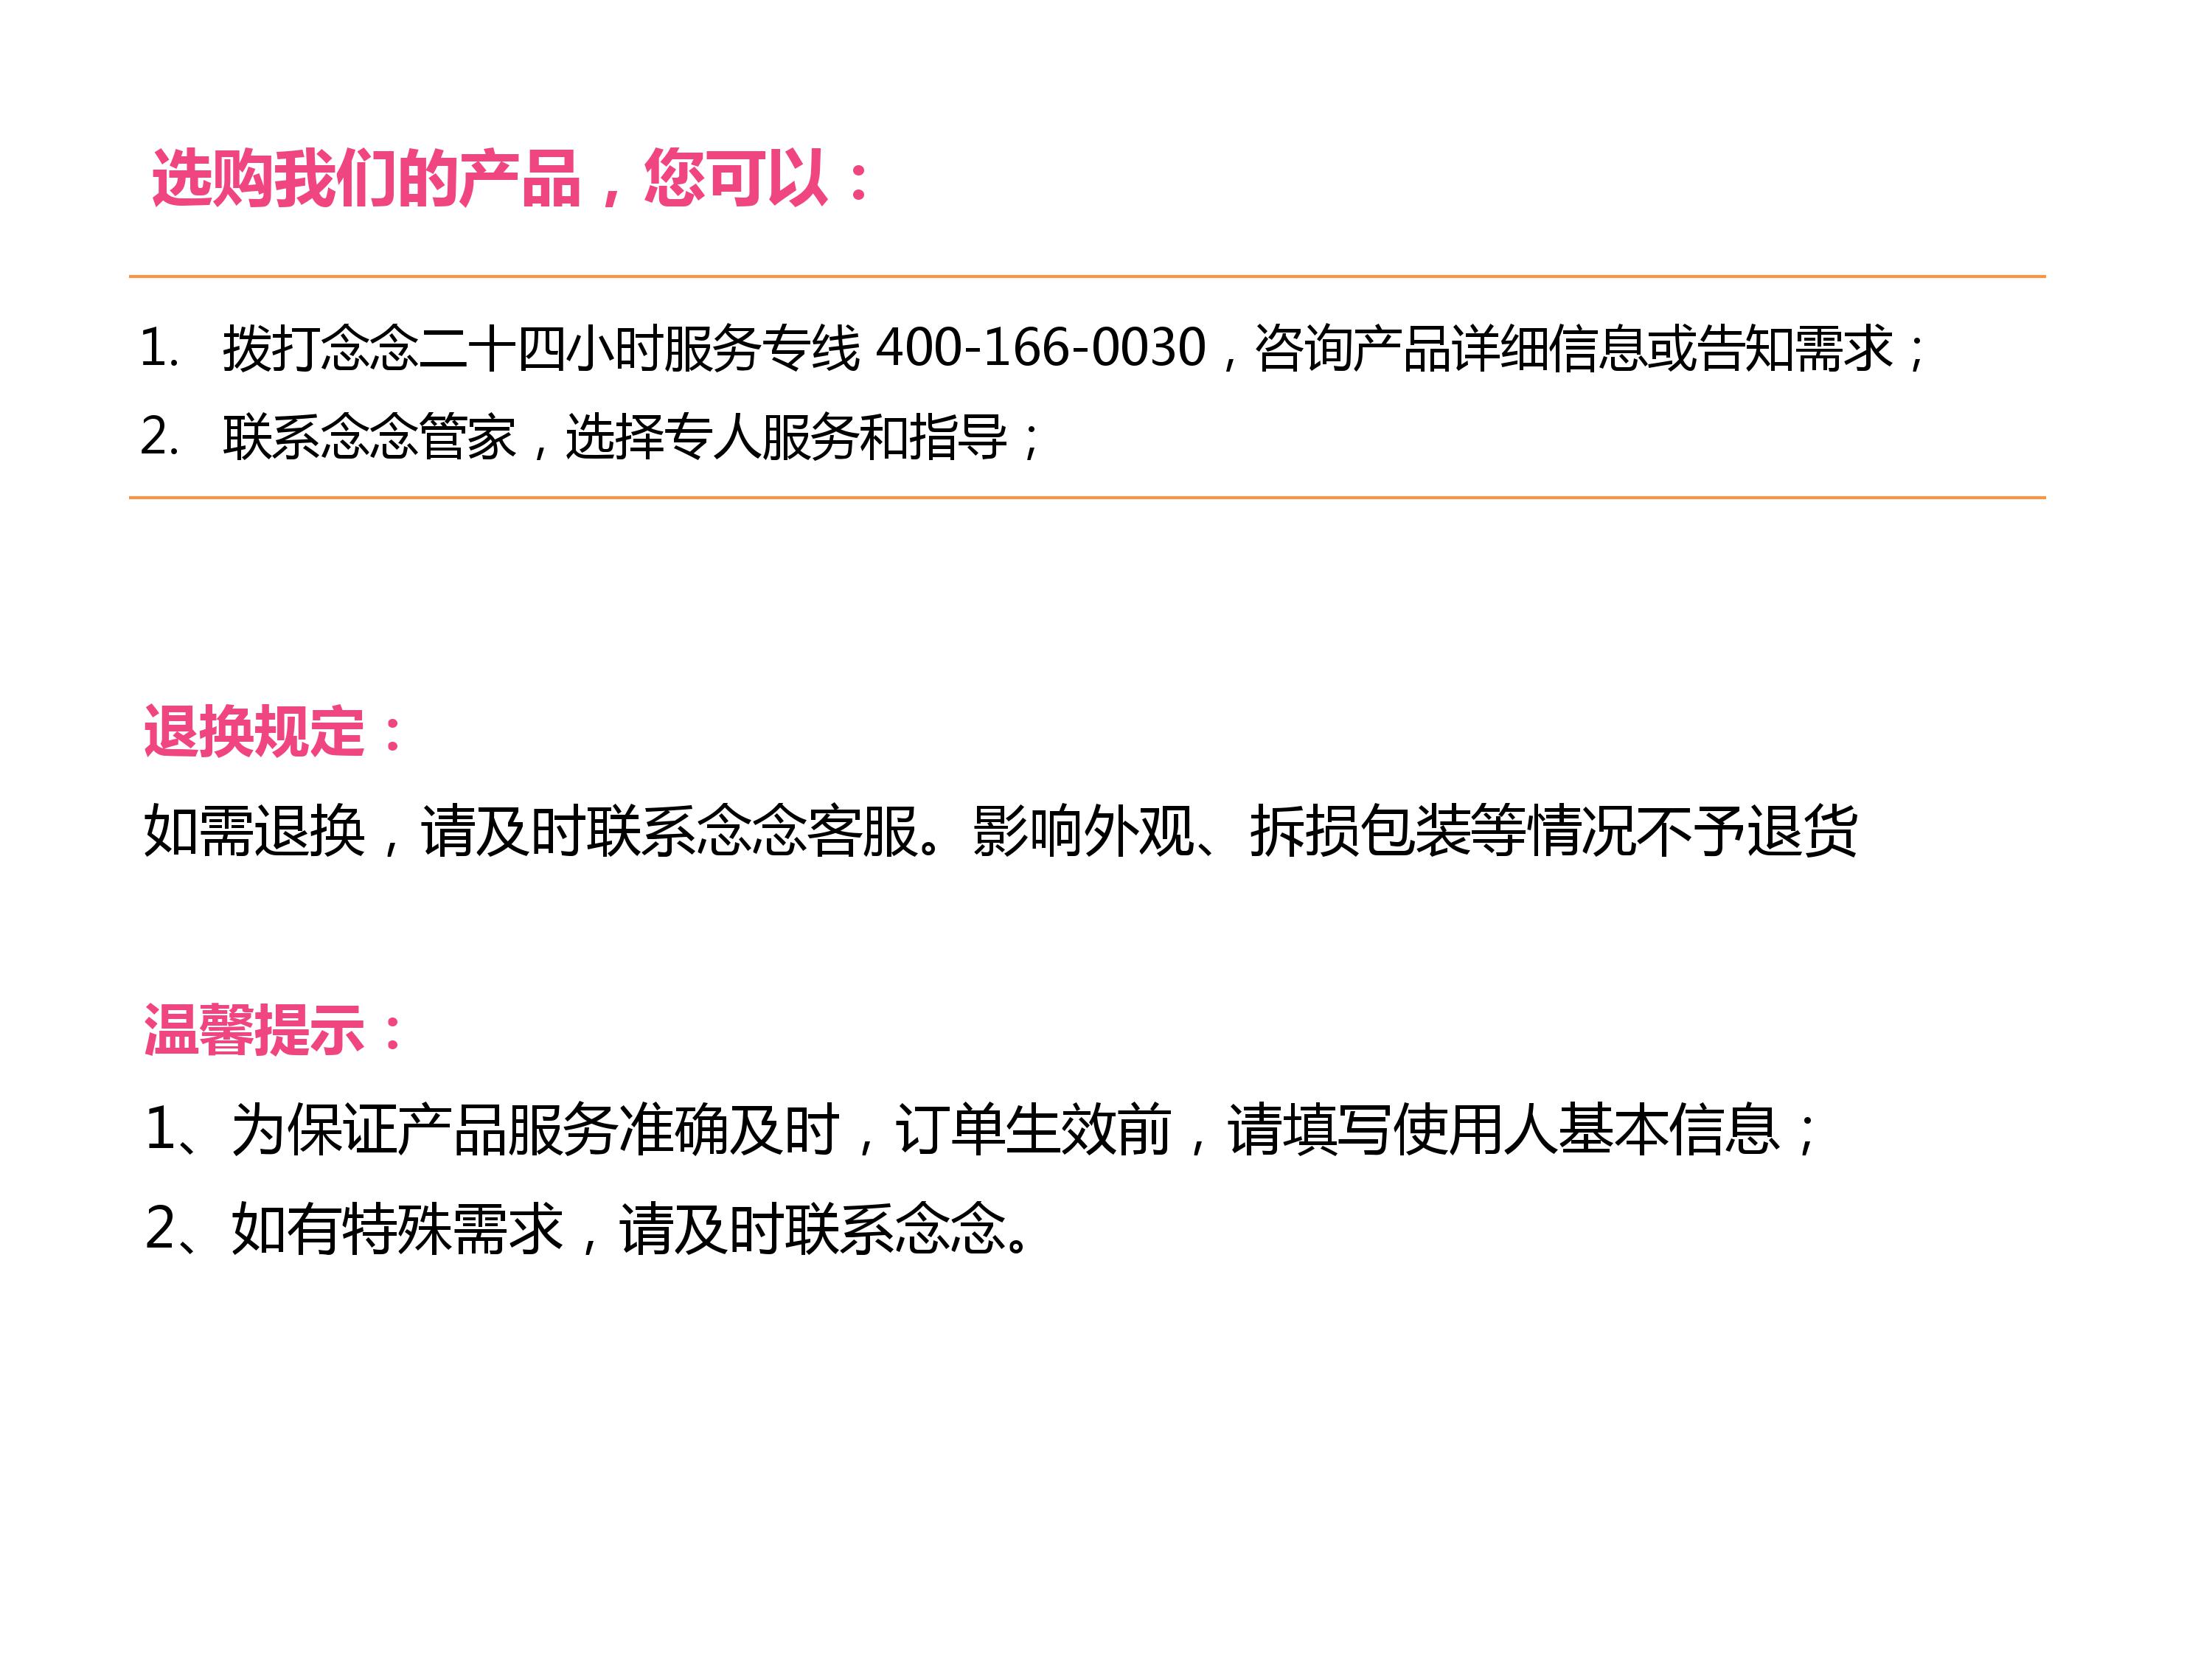 选购我们的产品，您可以：
1. 拨打念念二十四小时服务专线 400-166-0030，咨询产品详细信息或告知需求；
2. 联系念念管家，选择专人服务和指导；
退换规定：
如需退换，请及时联系念念客服。影响外观、拆损包装等情况不予退货
温馨提示：
1、为保证产品服务准确及时，订单生效前，请填写使用人基本信息；
2、如有特殊需求，请及时联系念念。